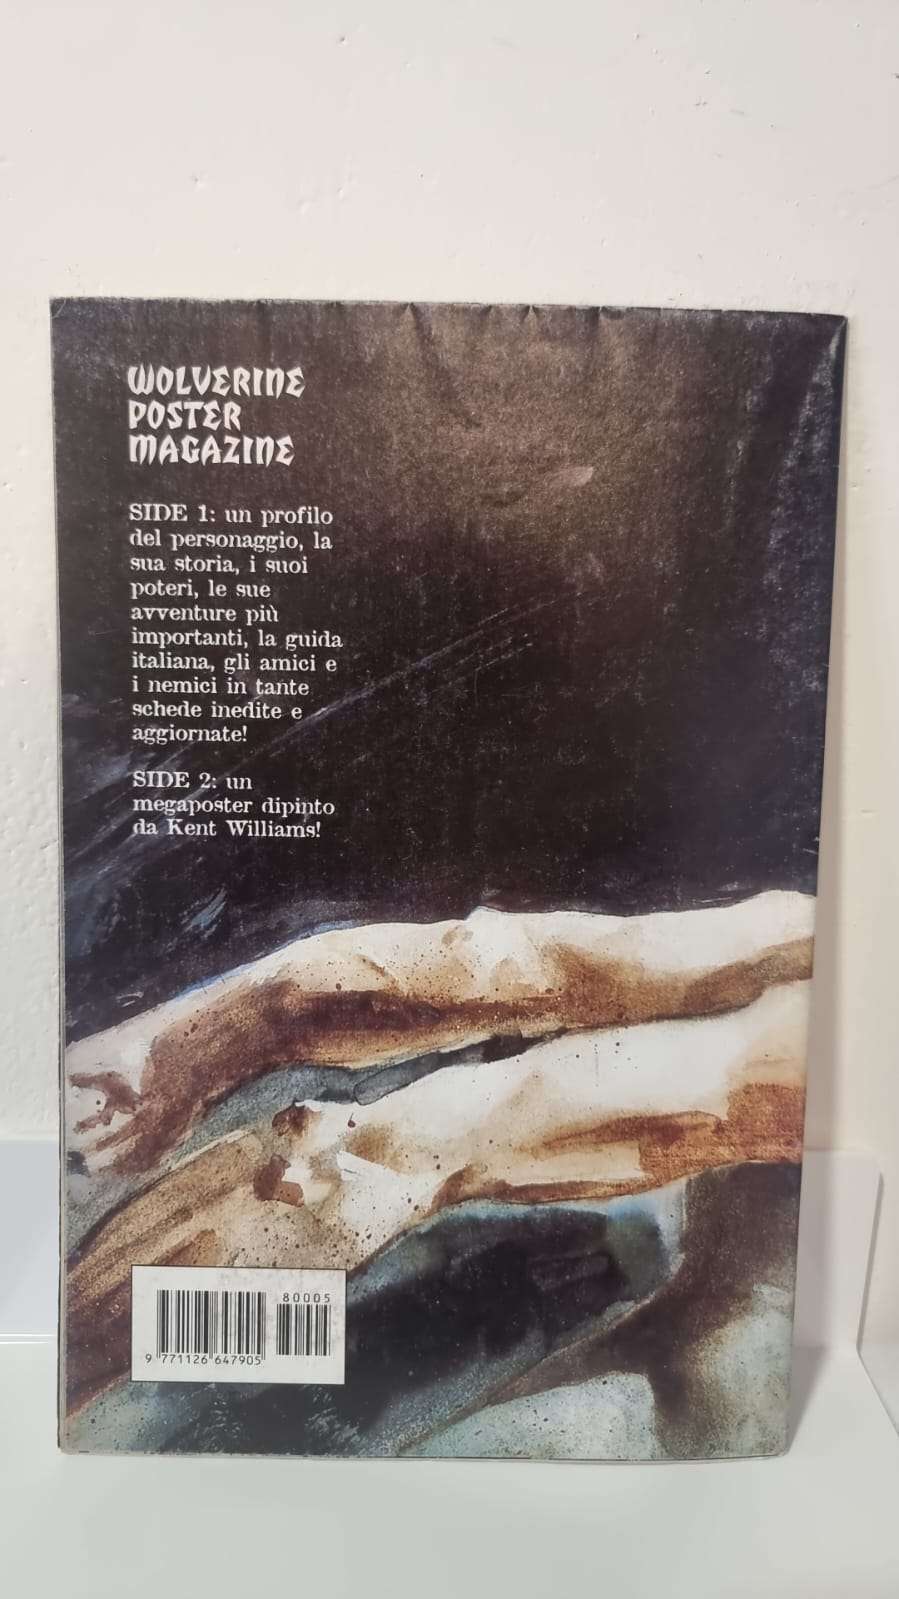 WOLVERINE
POSTER
MAGAZINE
SIDE 1: un profilo
del personaggio, la
sua storia, i suoi
poteri, le sue
avventure più
importanti, la guida
italiana, gli amici e
i nemici in tante
schede inedite e
aggiornate!
SIDE 2: un
megaposter dipinto
da Kent Williams!
80005
9 771126 647905